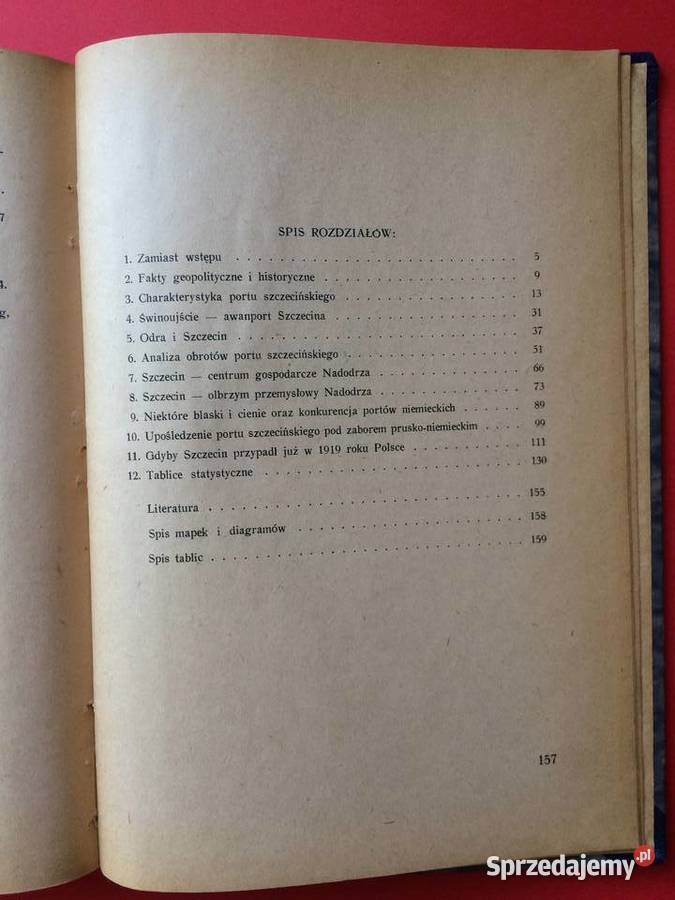 7
4.
g,
SPIS ROZDZIAŁÓW:
1. Zamiast wstępu . . . . . . . . . . . . . . . . . . . . . 5
2. Fakty geopolityczne i historyczne . . . . . . . . . . . . . . 9
3. Charakterystyka portu szczecińskiego . . . . . . . . . . . . . 13
4. Świnoujście — awanport Szczecina . . . . . . . . . . . . . . 31
5. Odra i Szczecin . . . . . . . . . . . . . . . . . . . . . 37
6. Analiza obrotów portu szczecińskiego . . . . . . . . . . . . . 51
7. Szczecin — centrum gospodarcze Nadodrza . . . . . . . . . . . 66
8. Szczecin — olbrzym przemysłowy Nadodrza . . . . . . . . . . . 73
9. Niektóre blaski i cienie oraz konkurencja portów niemieckich . . . . . 89
10. Upośledzenie portu szczecińskiego pod zaborem prusko-niemieckim . . . 99
11. Gdyby Szczecin przypadł już w 1919 roku Polsce . . . . . . . . 111
12. Tablice statystyczne . . . . . . . . . . . . . . . . . . . 130
Literatura . . . . . . . . . . . . . . . . . . . . . . . 155
Spis mapek i diagramów . . . . . . . . . . . . . . . . . 158
Spis tablic . . . . . . . . . . . . . . . . . . . . . . . 159
157
Sprzedajemy.pl